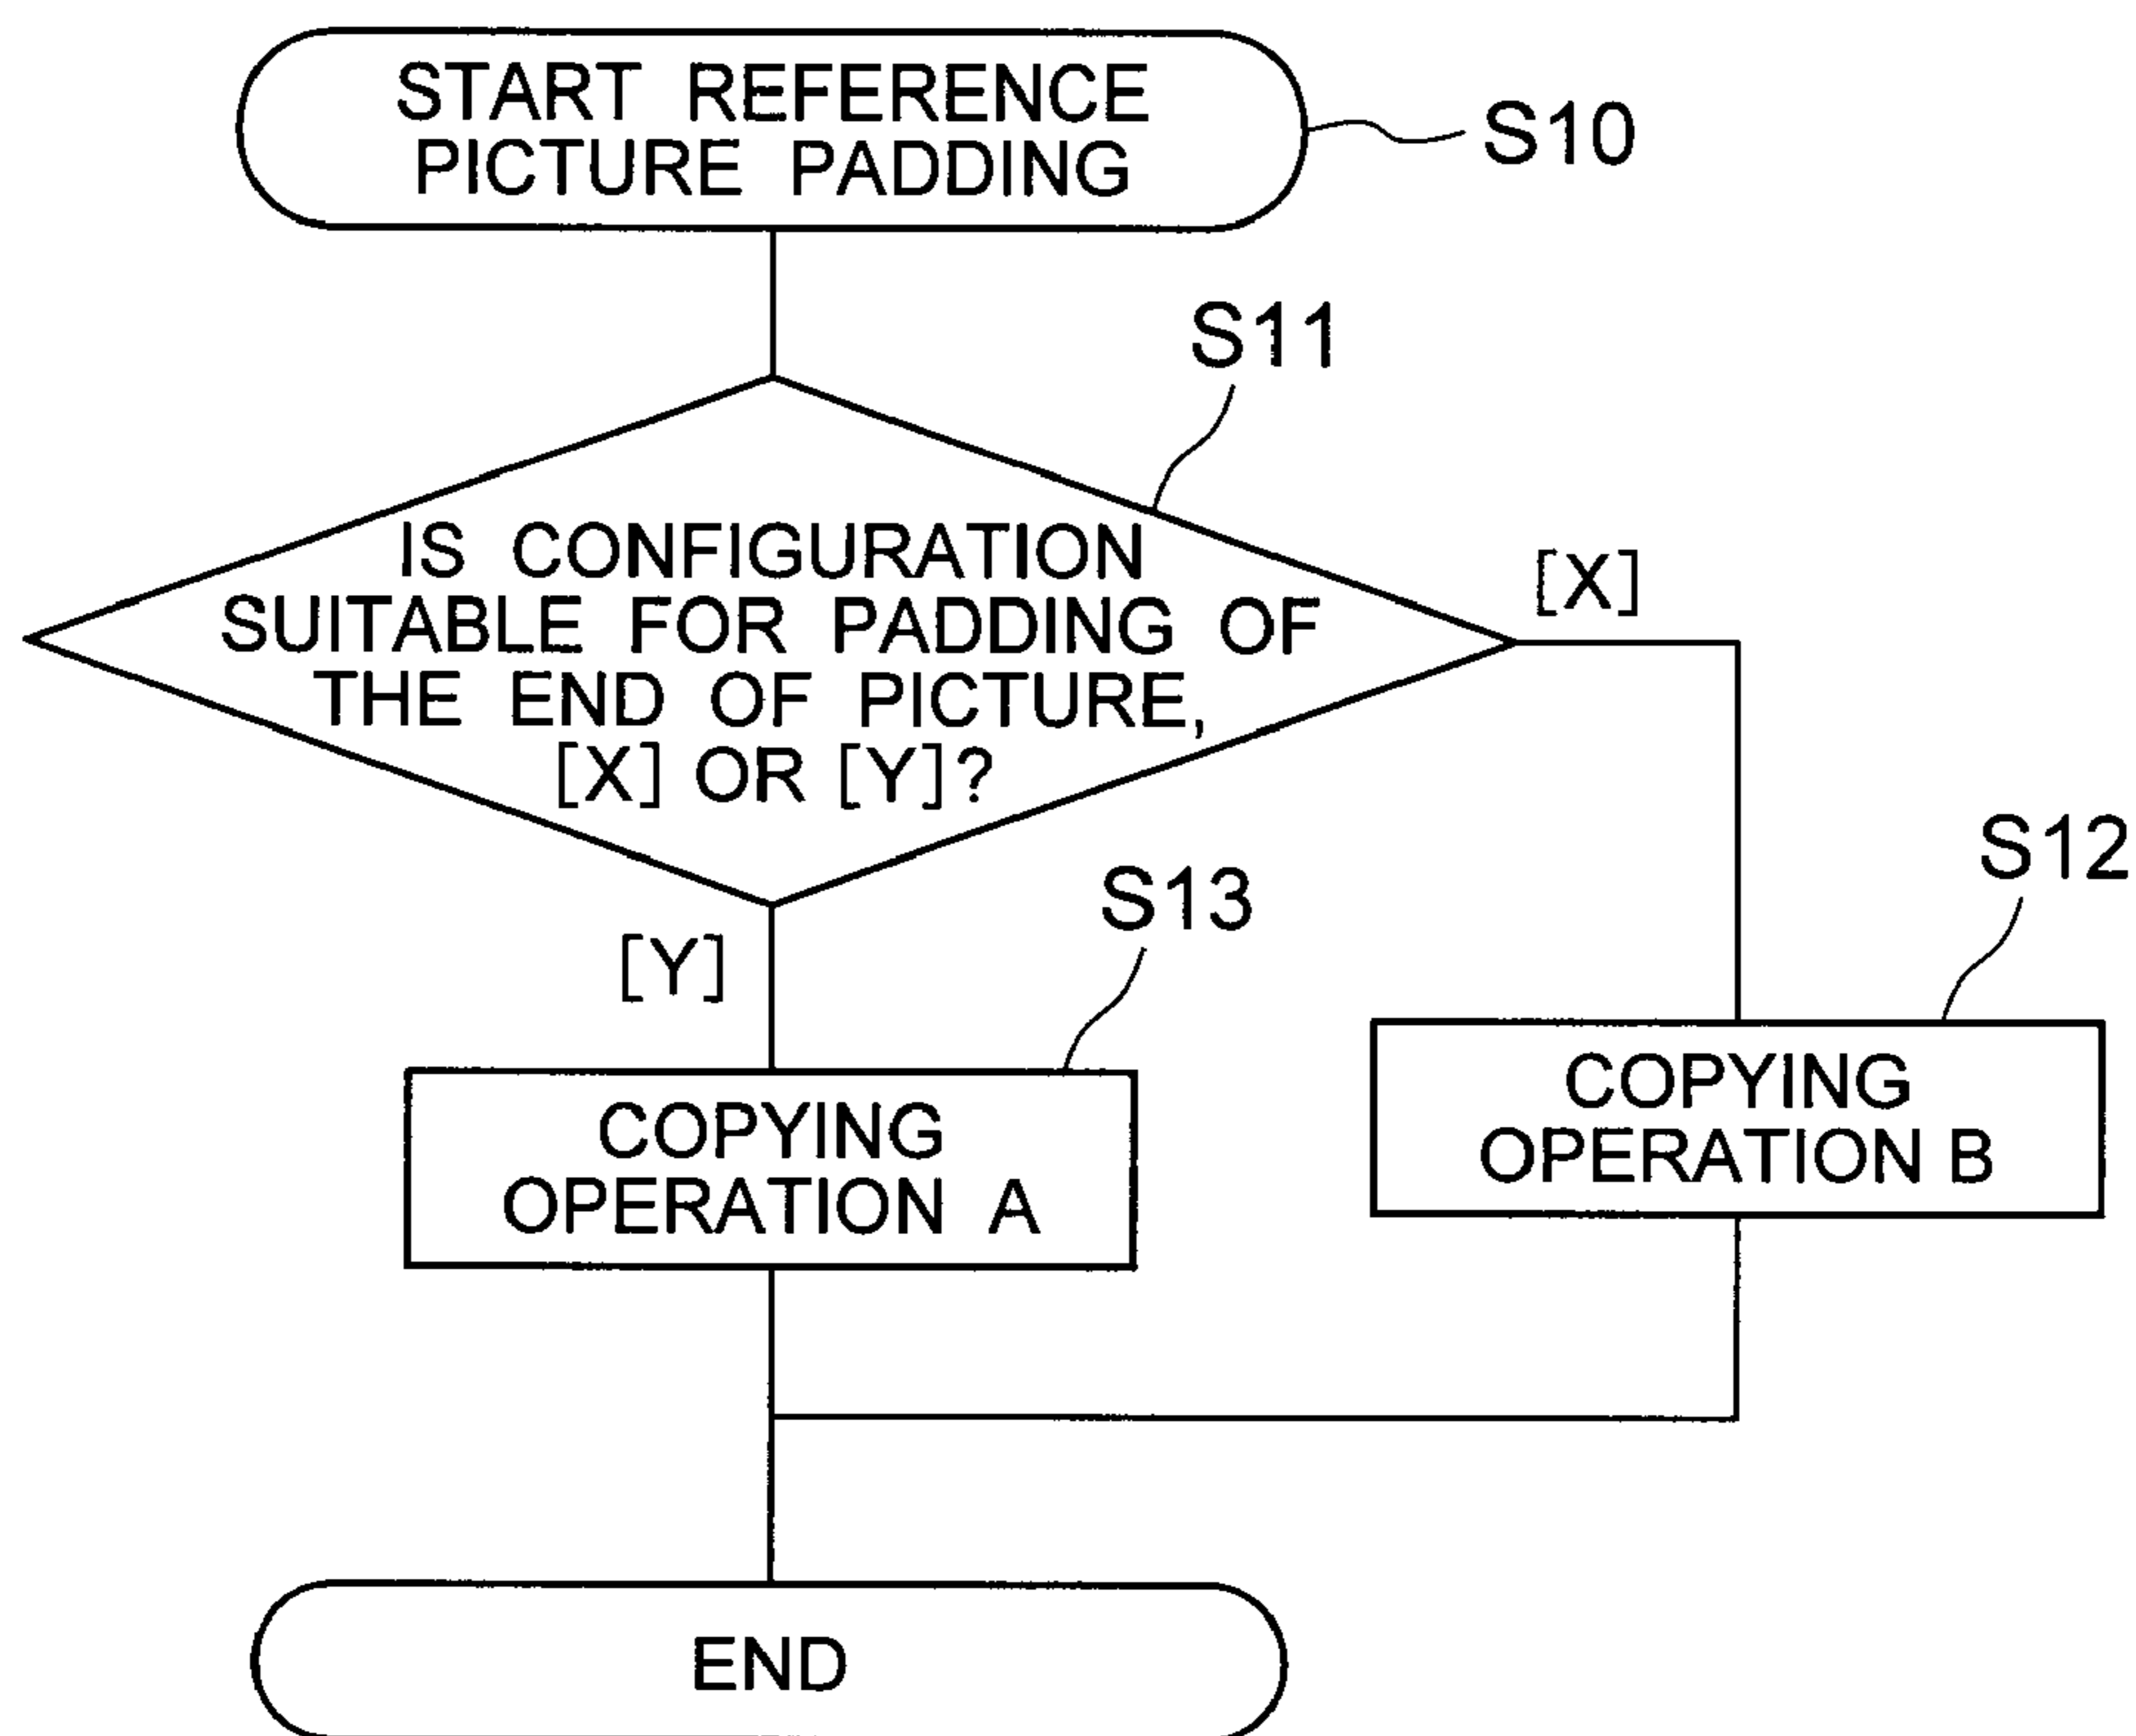 START REFERENCE
PICTURE PADDING
S10
S11
IS CONFIGURATION
SUITABLE FOR PADDING OF
THE END OF PICTURE,
[X] OR [Y]?
[X]
S12
[Y]
S13
COPYING
OPERATION A
COPYING
OPERATION B
END